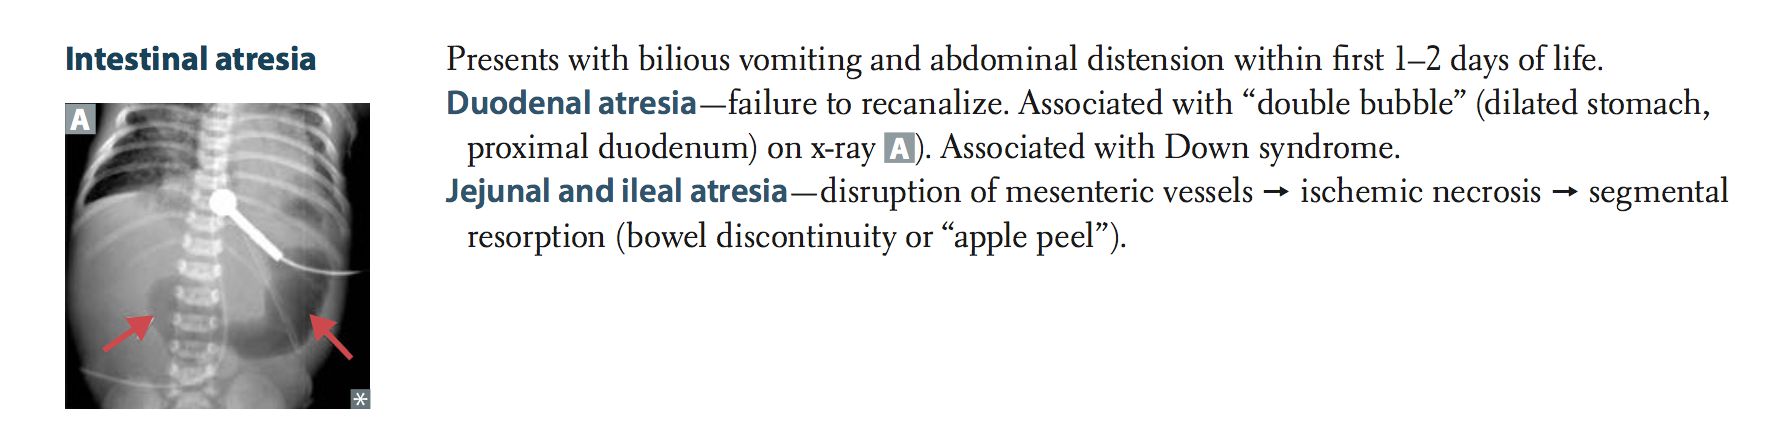 Intestinal atresia
A
Presents with bilious vomiting and abdominal distension within first 1–2 days of life.
Duodenal atresia—failure to recanalize. Associated with “double bubble” (dilated stomach,
proximal duodenum) on x-ray A). Associated with Down syndrome.
Jejunal and ileal atresia—disruption of mesenteric vessels → ischemic necrosis → segmental
resorption (bowel discontinuity or “apple peel”).